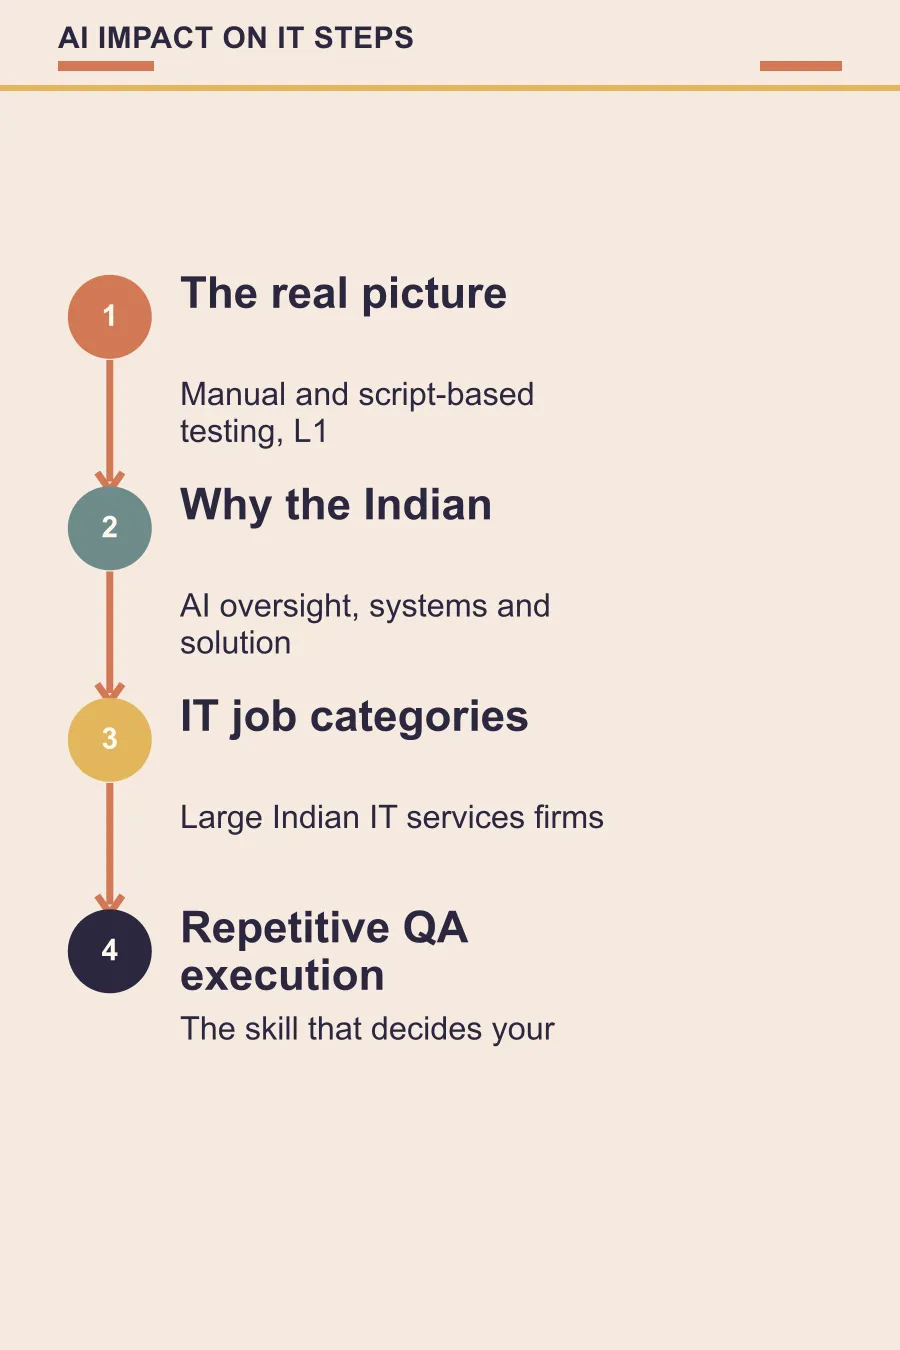 AI IMPACT ON IT STEPS
1
The real picture
Manual and script-based
testing, L1
2
Why the Indian
AI oversight, systems and
solution
3
IT job categories
Large Indian IT services firms
4
Repetitive QA
execution
The skill that decides your